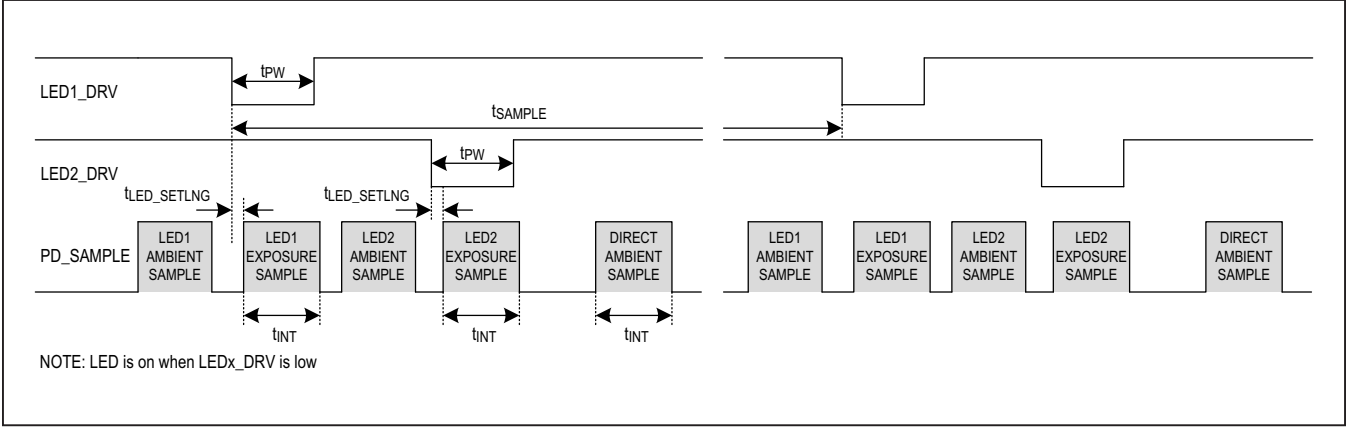 tPW
LED1_DRV
tSAMPLE
tPW
LED2_DRV
tLED_SETLNG
tLED_SETLNG
PD_SAMPLE
LED1
AMBIENT
SAMPLE
LED1
EXPOSURE
SAMPLE
LED2
AMBIENT
SAMPLE
LED2
EXPOSURE
SAMPLE
DIRECT
AMBIENT
SAMPLE
LED1
AMBIENT
SAMPLE
LED1
EXPOSURE
SAMPLE
LED2
AMBIENT
SAMPLE
LED2
EXPOSURE
SAMPLE
DIRECT
AMBIENT
SAMPLE
tINT
tINT
tINT
NOTE: LED is on when LEDx_DRV is low